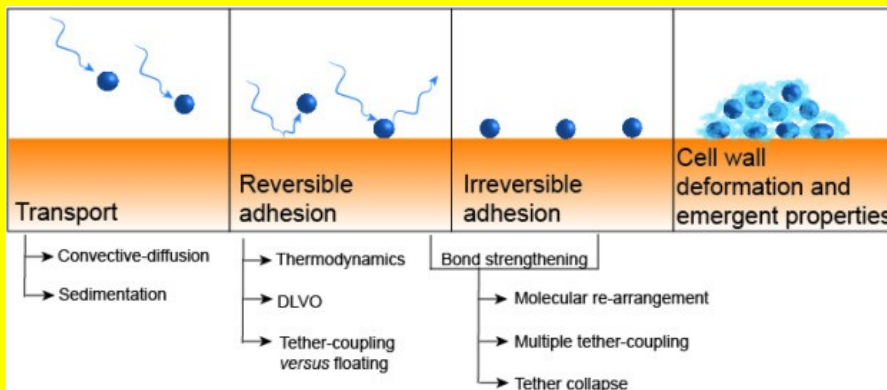 Transport
Reversible
adhesion
Irreversible
adhesion
Cell wall
deformation and
emergent properties
Convective-diffusion
Sedimentation
Thermodynamics
DLVO
Tether-coupling
versus floating
Bond strengthening
Molecular re-arrangement
Multiple tether-coupling
Tether collapse